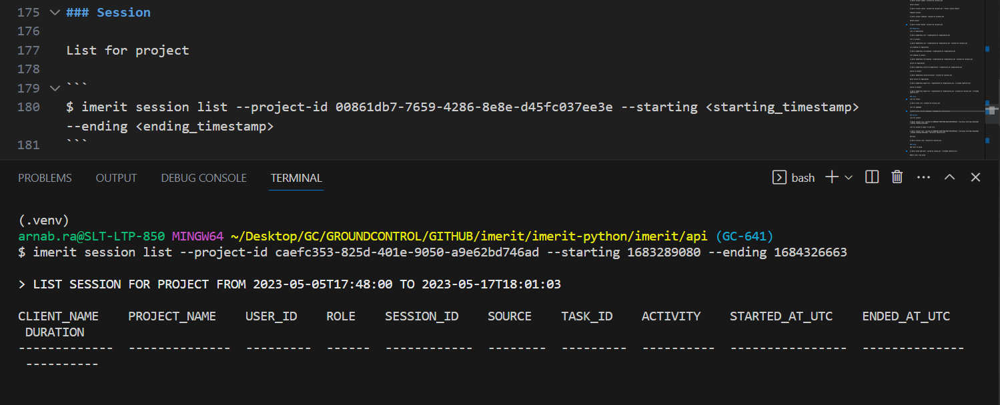 175 ### Session
176
177 List for project
178
179 ```
180 $ imerit session list --project-id 00861db7-7659-4286-8e8e-d45fc037ee3e --starting <starting_timestamp>
--ending <ending_timestamp>
181 ```
PROBLEMS OUTPUT DEBUG CONSOLE TERMINAL bash
(.venv)
arnab.ra@SLT-LTP-850 MINGW64 ~/Desktop/GC/GROUNDCONTROL/GITHUB/imerit/imerit-python/imerit/api (GC-641)
$ imerit session list --project-id caefc353-825d-401e-9050-a9e62bd746ad --starting 1683289080 --ending 1684326663
> LIST SESSION FOR PROJECT FROM 2023-05-05T17:48:00 TO 2023-05-17T18:01:03
CLIENT_NAME PROJECT_NAME USER_ID ROLE SESSION_ID SOURCE TASK_ID ACTIVITY STARTED_AT_UTC ENDED_AT_UTC
DURATION
------------- -------------- --------- ------ ------------ -------- --------- ---------- ---------------- --------------
----------